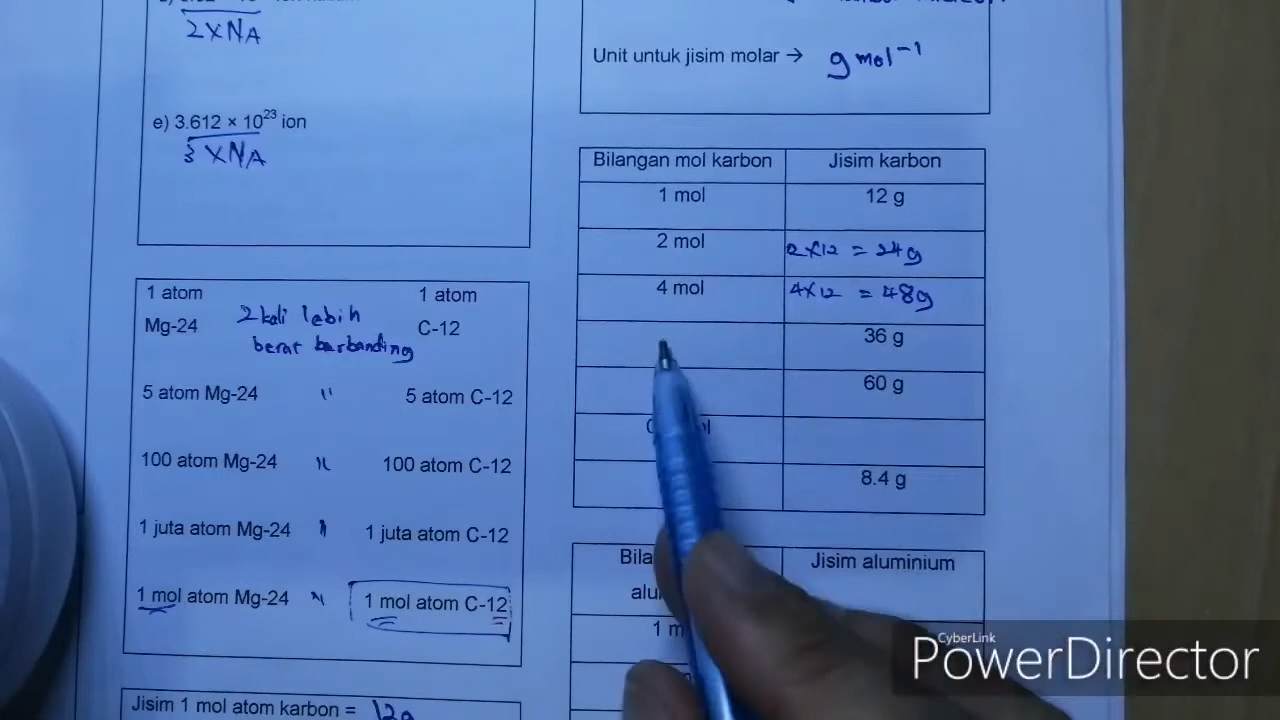 2 X NA
e) 3.612 × 10²³ ion
3 X NA
Unit untuk jisim molar → g mol⁻¹
Bilangan mol karbon Jisim karbon
1 mol 12 g
2 mol 2×12 = 24g
4 mol 4×12 = 48g
36 g
60 g
8.4 g
1 atom 1 atom
Mg-24 2 kali lebih C-12
berat berbanding
5 atom Mg-24 " 5 atom C-12
100 atom Mg-24 " 100 atom C-12
1 juta atom Mg-24 " 1 juta atom C-12
1 mol atom Mg-24 " 1 mol atom C-12
Jisim 1 mol atom karbon = 12g
Jisim aluminium
CyberLink
PowerDirector